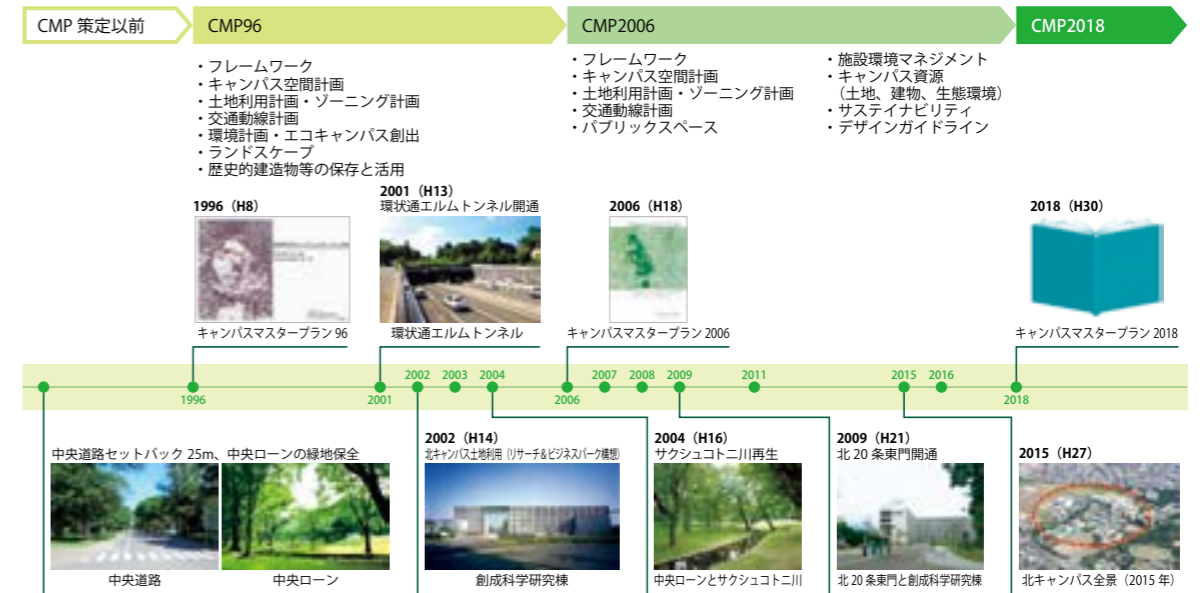 CMP 策定以前
CMP96
CMP2006
CMP2018
・フレームワーク
・キャンパス空間計画
・土地利用計画・ゾーニング計画
・交通動線計画
・環境計画・エコキャンパス創出
・ランドスケープ
・歴史的建造物等の保存と活用
・フレームワーク
・キャンパス空間計画
・土地利用計画・ゾーニング計画
・交通動線計画
・パブリックスペース
・施設環境マネジメント
・キャンパス資源
（土地、建物、生態環境）
・サステイナビリティ
・デザインガイドライン
1996（H8）
キャンパスマスタープラン 96
2001（H13）
環状通エルムトンネル開通
環状通エルムトンネル
2006（H18）
キャンパスマスタープラン 2006
2018（H30）
キャンパスマスタープラン 2018
1996
2001
2002
2003
2004
2006
2007
2008
2009
2011
2015
2016
2018
中央道路セットバック 25m、中央ローンの緑地保全
中央道路
中央ローン
2002（H14）
北キャンパス土地利用（リサーチ＆ビジネスパーク構想）
創成科学研究棟
2004（H16）
サクシュコトニ川再生
中央ローンとサクシュコトニ川
2009（H21）
北 20 条東門開通
北 20 条東門と創成科学研究棟
2015（H27）
北キャンパス全景（2015 年）